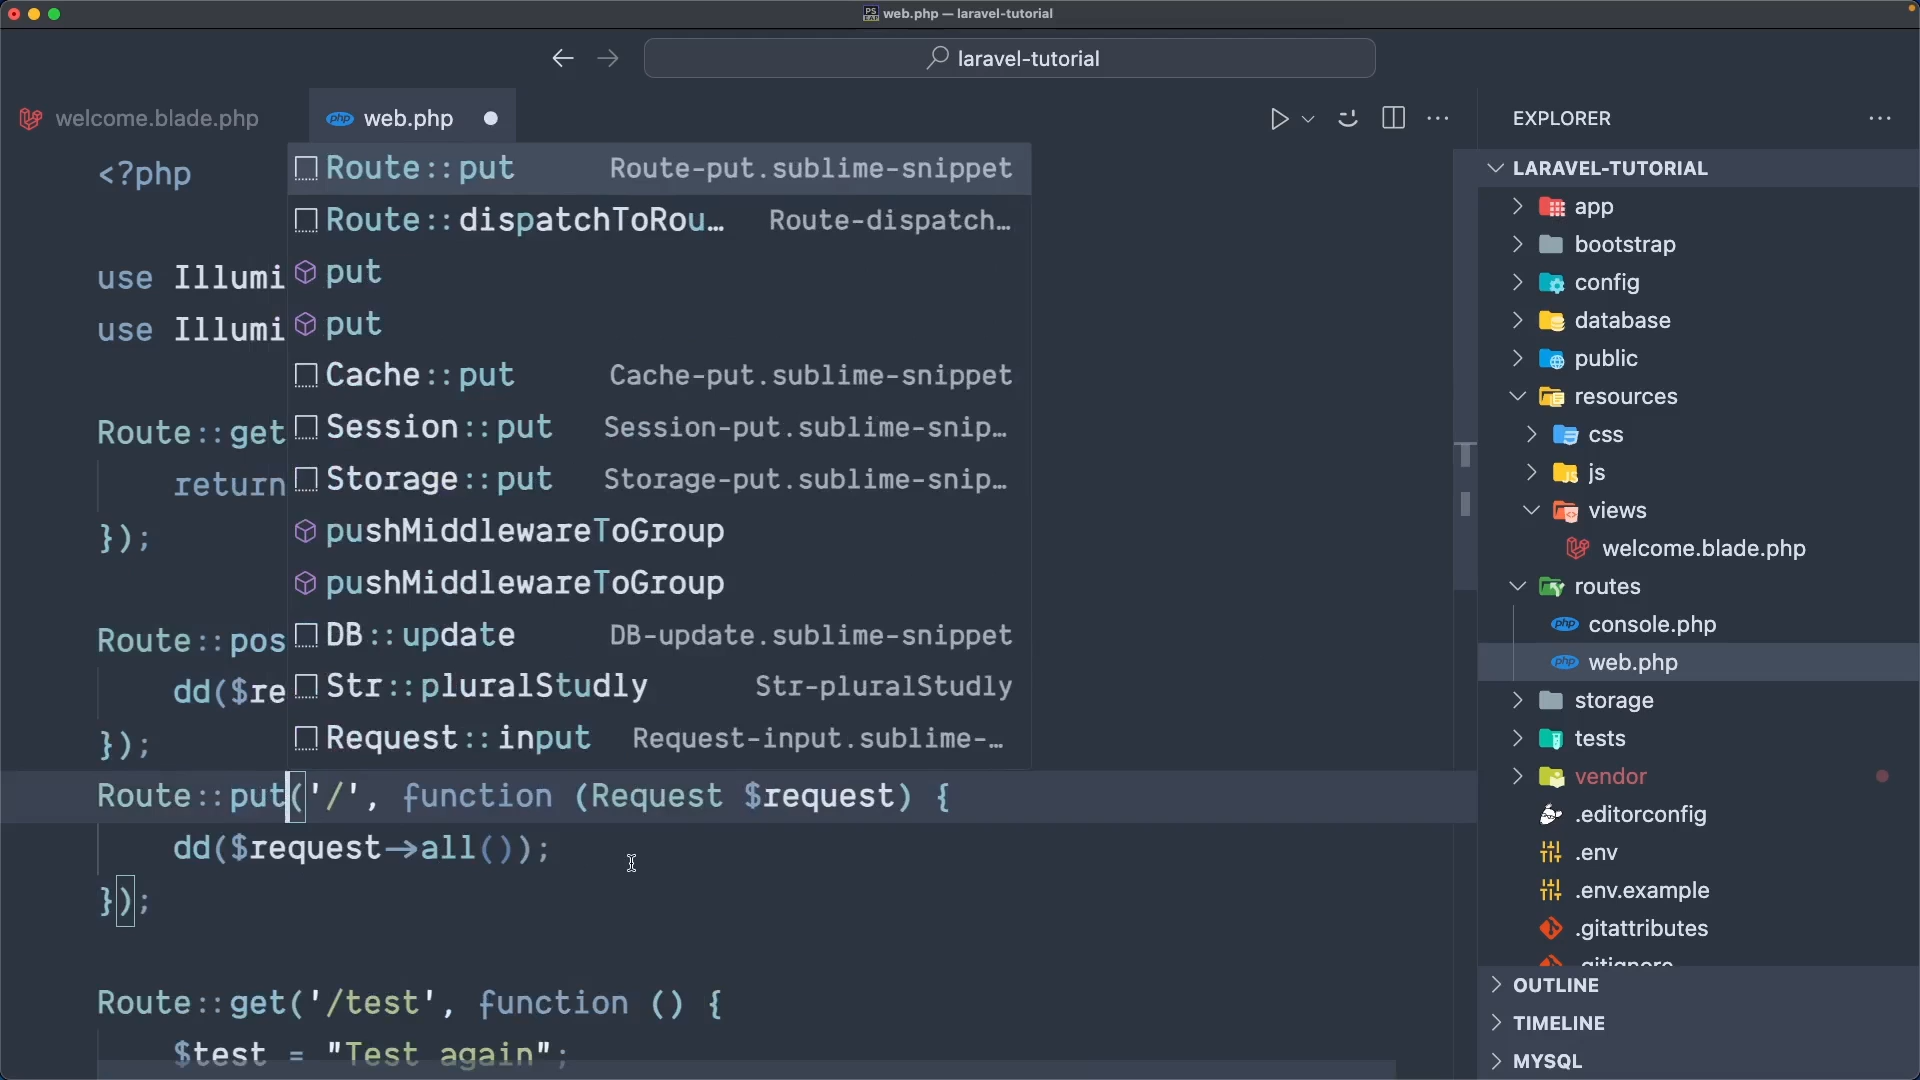 web.php — laravel-tutorial
laravel-tutorial
welcome.blade.php
web.php
<?php
use Illumi
use Illumi
Route::get
return
});
Route::pos
dd($re
});
Route::put Route-put.sublime-snippet
Route::dispatchToRou… Route-dispatch…
put
put
Cache::put Cache-put.sublime-snippet
Session::put Session-put.sublime-snip…
Storage::put Storage-put.sublime-snip…
pushMiddlewareToGroup
pushMiddlewareToGroup
DB::update DB-update.sublime-snippet
Str::pluralStudly Str-pluralStudly
Request::input Request-input.sublime-…
Route::put('/', function (Request $request) {
dd($request->all());
});
Route::get('/test', function () {
$test = "Test again";
EXPLORER
LARAVEL-TUTORIAL
app
bootstrap
config
database
public
resources
css
js
views
welcome.blade.php
routes
console.php
web.php
storage
tests
vendor
.editorconfig
.env
.env.example
.gitattributes
.gitignore
OUTLINE
TIMELINE
MYSQL